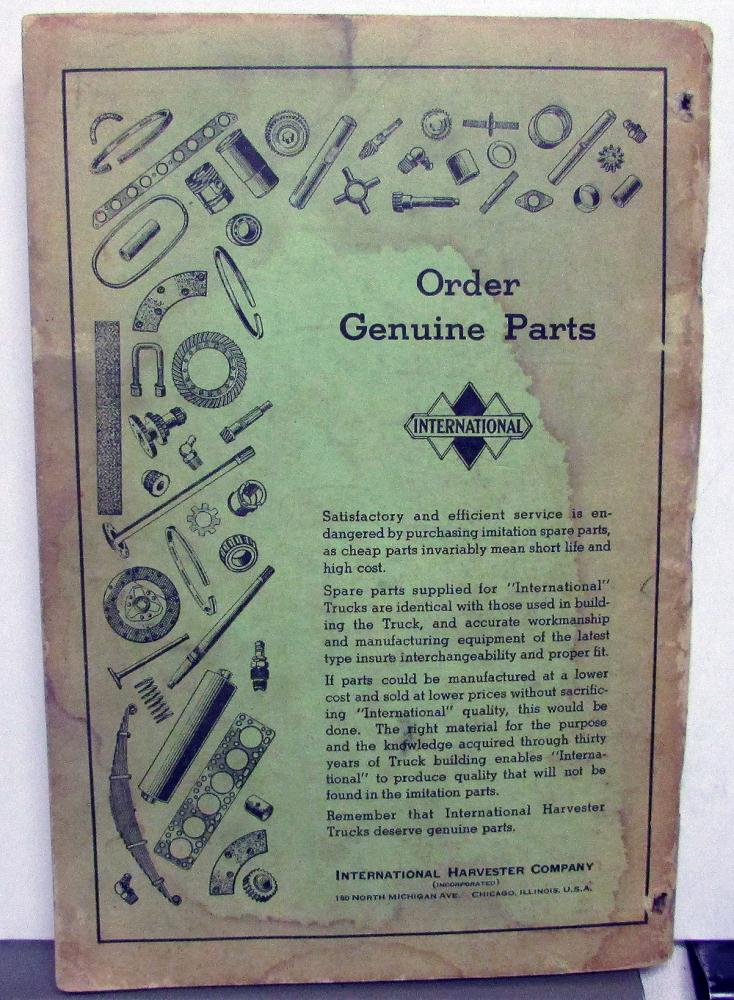 Order
Genuine Parts
INTERNATIONAL
Satisfactory and efficient service is en-
dangered by purchasing imitation spare parts,
as cheap parts invariably mean short life and
high cost.
Spare parts supplied for "International"
Trucks are identical with those used in build-
ing the Truck, and accurate workmanship
and manufacturing equipment of the latest
type insure interchangeability and proper fit.
If parts could be manufactured at a lower
cost and sold at lower prices without sacrific-
ing "International" quality, this would be
done. The right material for the purpose
and the knowledge acquired through thirty
years of Truck building enables "Interna-
tional" to produce quality that will not be
found in the imitation parts.
Remember that International Harvester
Trucks deserve genuine parts.
INTERNATIONAL HARVESTER COMPANY
(INCORPORATED)
180 NORTH MICHIGAN AVE. CHICAGO, ILLINOIS, U.S.A.